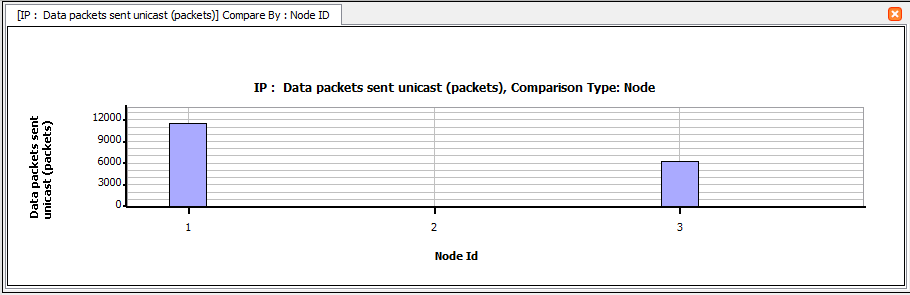 [IP :  Data packets sent unicast (packets)] Compare By : Node ID
IP :  Data packets sent unicast (packets), Comparison Type: Node
Data packets sent
unicast (packets)
12000
9000
6000
3000
0
1 2 3
Node Id